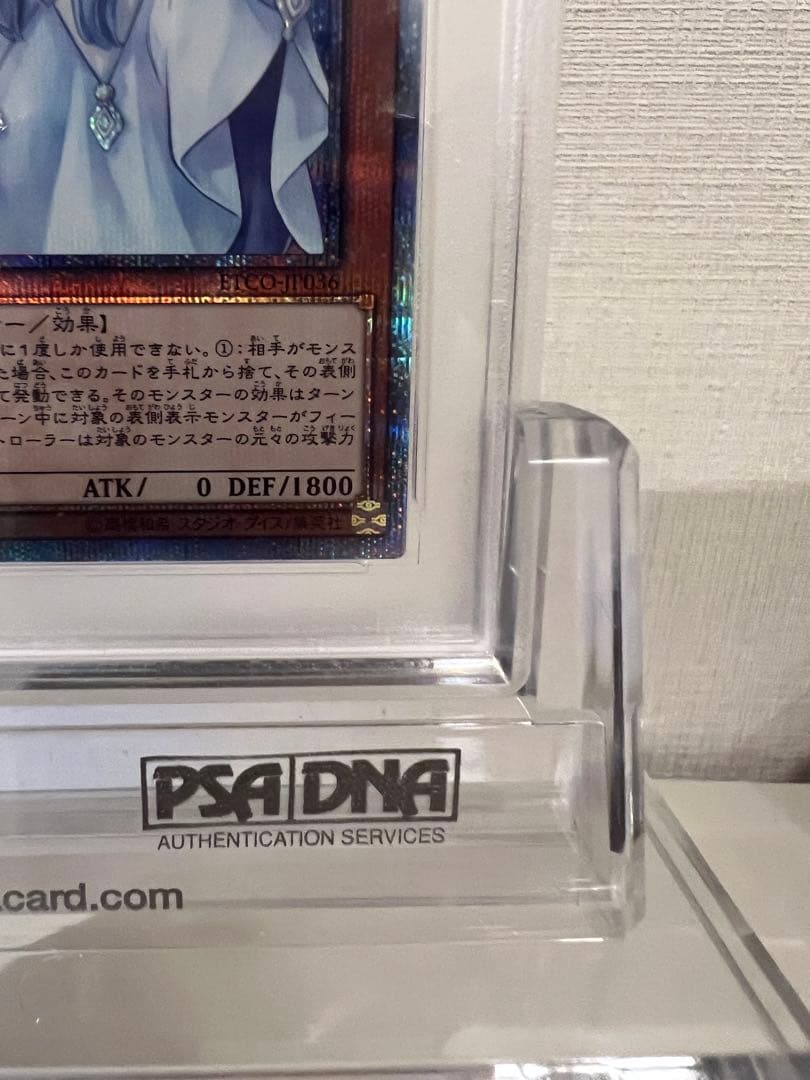 ETCO-JP036
ー／効果】
に１度しか使用できない。①：相手がモンス
た場合、このカードを手札から捨て、その表側
て発動できる。そのモンスターの効果はターン
ーン中に対象の表側表示モンスターがフィー
トローラーは対象のモンスターの元々の攻撃力
ATK/ 0 DEF/1800
©高橋和希 スタジオ・ダイス/集英社
PSA DNA
AUTHENTICATION SERVICES
card.com